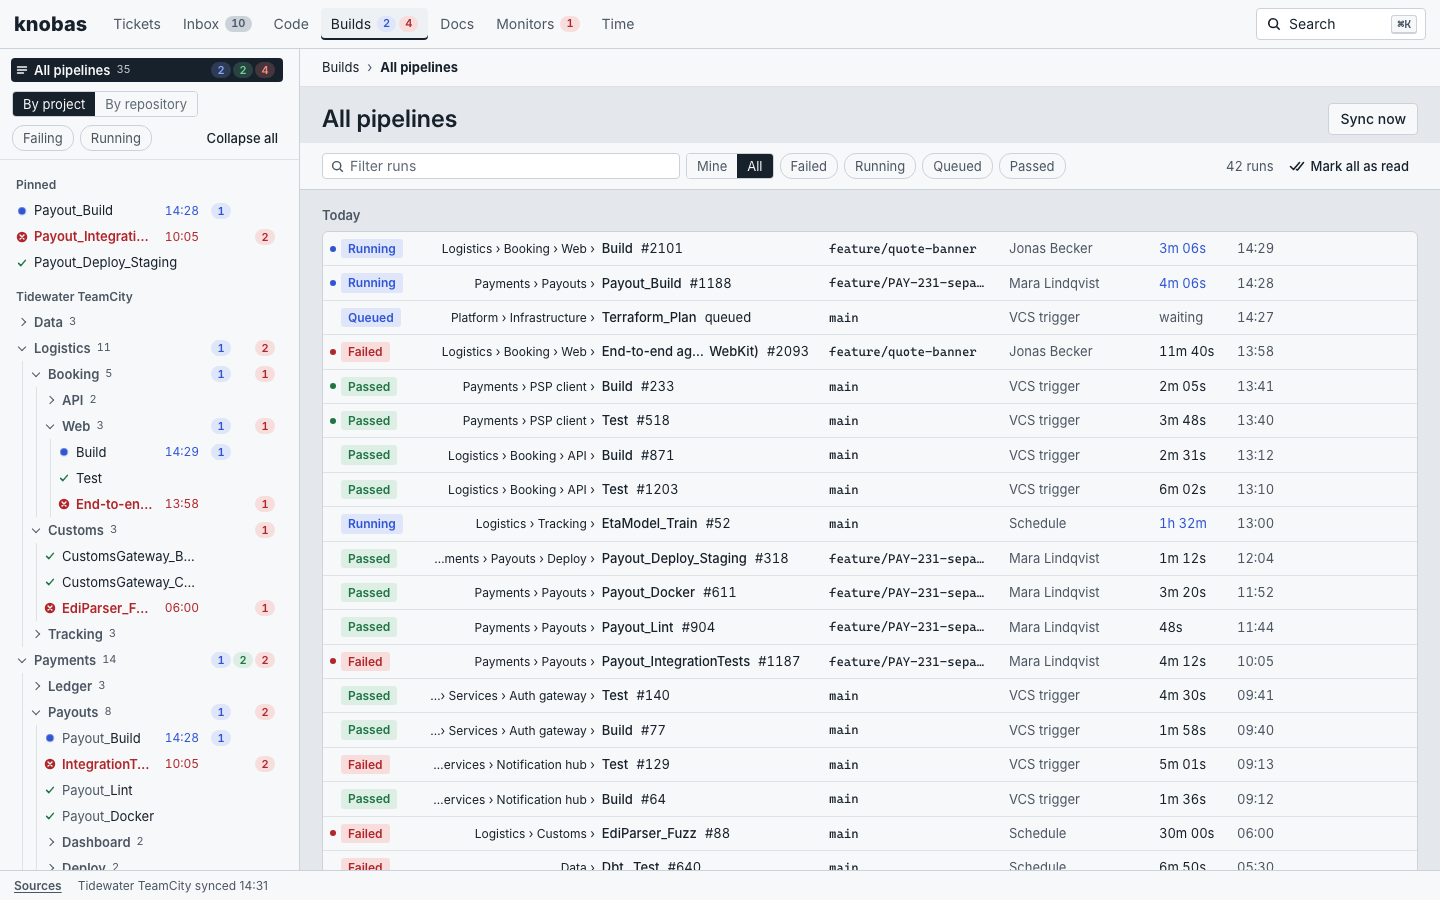 knobas Tickets Inbox 10 Code Builds 2 4 Docs Monitors 1 Time Search ⌘K
All pipelines 35 2 2 4
By project By repository
Failing Running Collapse all
Pinned
Payout_Build 14:28 1
Payout_Integrati... 10:05 2
Payout_Deploy_Staging
Tidewater TeamCity
Data 3
Logistics 11 1 2
Booking 5 1 1
API 2
Web 3 1 1
Build 14:29 1
Test
End-to-en... 13:58 1
Customs 3 1
CustomsGateway_B...
CustomsGateway_C...
EdiParser_F... 06:00 1
Tracking 3
Payments 14 1 2 2
Ledger 3
Payouts 8 1 2
Payout_Build 14:28 1
IntegrationT... 10:05 2
Payout_Lint
Payout_Docker
Dashboard 2
Deploy 2
Builds › All pipelines
All pipelines Sync now
Filter runs Mine All Failed Running Queued Passed 42 runs Mark all as read
Today
Running Logistics › Booking › Web › Build #2101 feature/quote-banner Jonas Becker 3m 06s 14:29
Running Payments › Payouts › Payout_Build #1188 feature/PAY-231-sepa… Mara Lindqvist 4m 06s 14:28
Queued Platform › Infrastructure › Terraform_Plan queued main VCS trigger waiting 14:27
Failed Logistics › Booking › Web › End-to-end ag... WebKit) #2093 feature/quote-banner Jonas Becker 11m 40s 13:58
Passed Payments › PSP client › Build #233 main VCS trigger 2m 05s 13:41
Passed Payments › PSP client › Test #518 main VCS trigger 3m 48s 13:40
Passed Logistics › Booking › API › Build #871 main VCS trigger 2m 31s 13:12
Passed Logistics › Booking › API › Test #1203 main VCS trigger 6m 02s 13:10
Running Logistics › Tracking › EtaModel_Train #52 main Schedule 1h 32m 13:00
Passed ...ments › Payouts › Deploy › Payout_Deploy_Staging #318 feature/PAY-231-sepa… Mara Lindqvist 1m 12s 12:04
Passed Payments › Payouts › Payout_Docker #611 feature/PAY-231-sepa… Mara Lindqvist 3m 20s 11:52
Passed Payments › Payouts › Payout_Lint #904 feature/PAY-231-sepa… Mara Lindqvist 48s 11:44
Failed Payments › Payouts › Payout_IntegrationTests #1187 feature/PAY-231-sepa… Mara Lindqvist 4m 12s 10:05
Passed ...› Services › Auth gateway › Test #140 main VCS trigger 4m 30s 09:41
Passed ...› Services › Auth gateway › Build #77 main VCS trigger 1m 58s 09:40
Failed ...ervices › Notification hub › Test #129 main VCS trigger 5m 01s 09:13
Passed ...ervices › Notification hub › Build #64 main VCS trigger 1m 36s 09:12
Failed Logistics › Customs › EdiParser_Fuzz #88 main Schedule 30m 00s 06:00
Failed Data › Dbt_Test #640 main Schedule 6m 50s 05:30
Sources Tidewater TeamCity synced 14:31